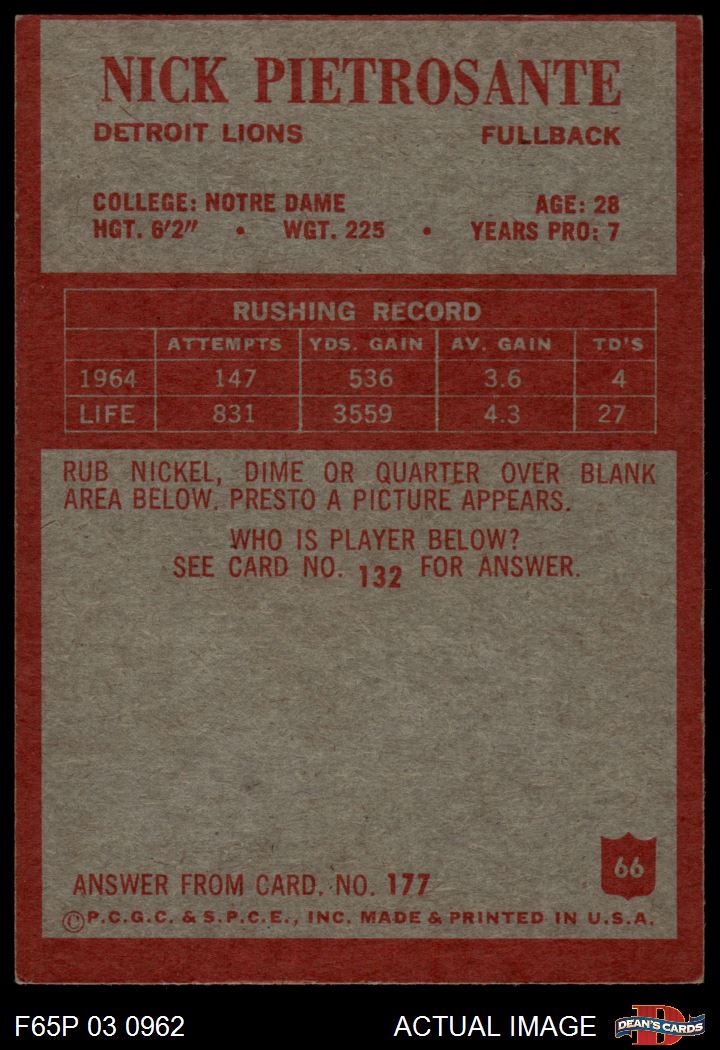 NICK PIETROSANTE
DETROIT LIONS FULLBACK
COLLEGE: NOTRE DAME AGE: 28
HGT. 6'2" • WGT. 225 • YEARS PRO: 7
RUSHING RECORD
ATTEMPTS YDS. GAIN AV. GAIN TD'S
1964 147 536 3.6 4
LIFE 831 3559 4.3 27
RUB NICKEL, DIME OR QUARTER OVER BLANK
AREA BELOW. PRESTO A PICTURE APPEARS.
WHO IS PLAYER BELOW?
SEE CARD NO. 132 FOR ANSWER.
66
ANSWER FROM CARD. NO. 177
©P.C.G.C. & S.P.C.E., INC. MADE & PRINTED IN U.S.A.
F65P 03 0962 ACTUAL IMAGE
D
DEAN'S CARDS